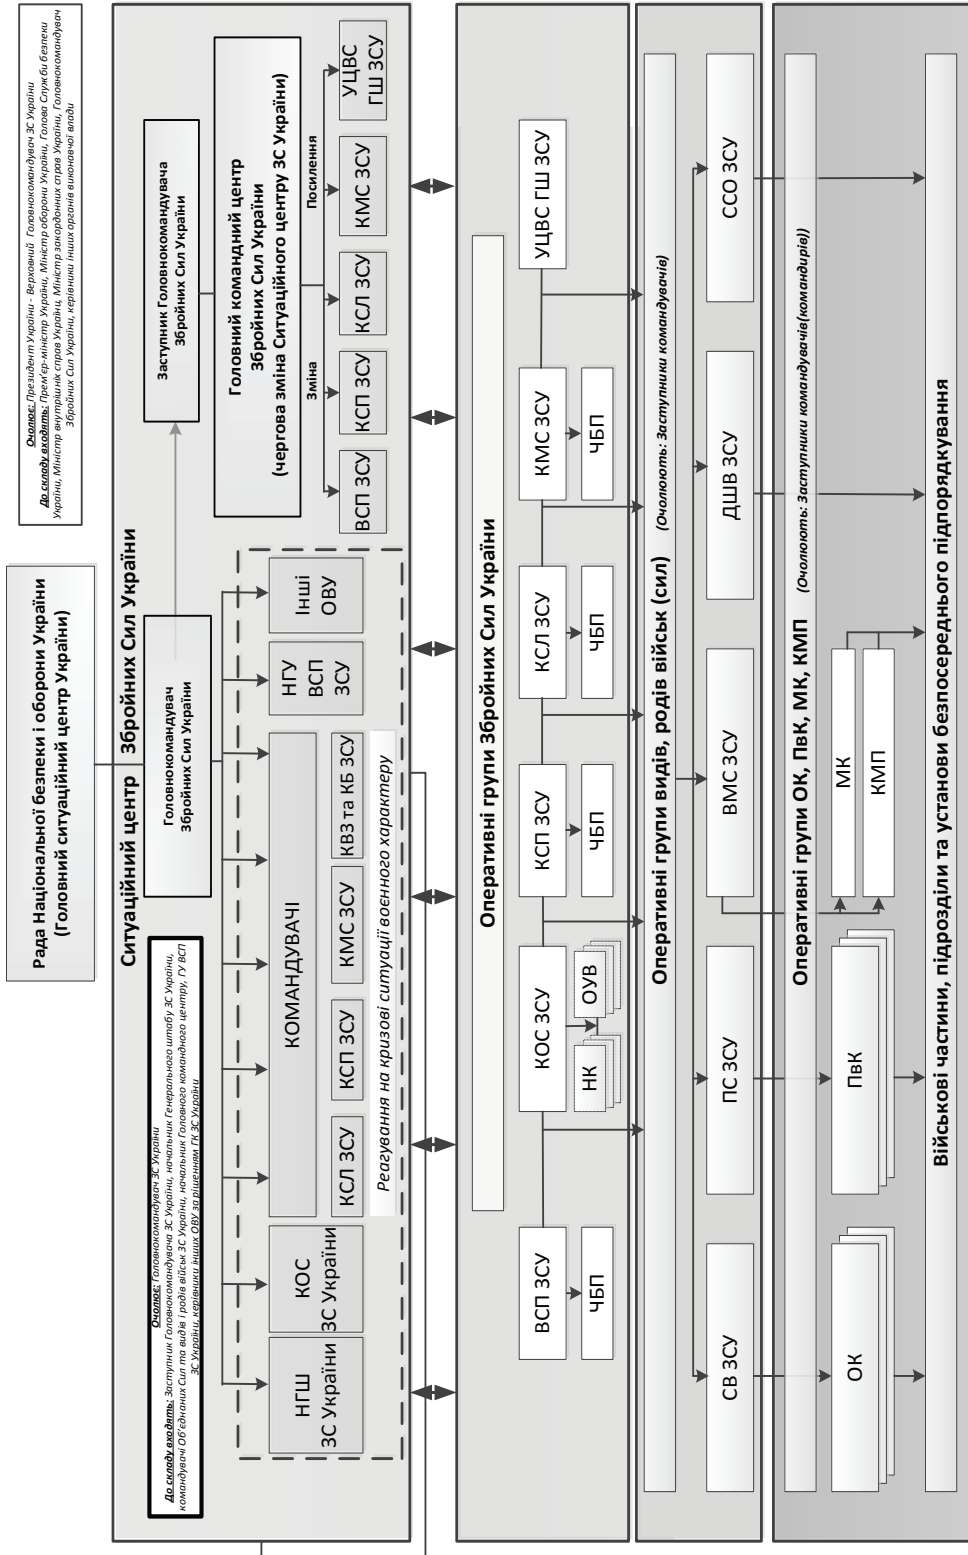 Рада Національної безпеки і оборони України
(Головний ситуаційний центр України)
Очолює: Президент України - Верховний Головнокомандувач ЗС України
До складу входять: Прем'єр-міністр України, Міністр оборони України, Голова Служби безпеки
України, Міністр внутрішніх справ України, Міністр закордонних справ України, Головнокомандувач
Збройних Сил України, керівники інших органів виконавчої влади
Ситуаційний центр Збройних Сил України
Очолює: Головнокомандувач ЗС України
До складу входять: Заступник Головнокомандувача ЗС України, начальник Генерального штабу ЗС України,
командувачі Об'єднаних Сил та видів і родів військ ЗС України, начальник Головного командного центру, ГУ ВСП
ЗС України, керівники інших ОВУ за рішенням ГК ЗС України
Головнокомандувач
Збройних Сил України
Заступник Головнокомандувача
Збройних Сил України
НГШ
ЗС України
КОС
ЗС України
КОМАНДУВАЧІ
КСЛ ЗСУ
КСП ЗСУ
КМС ЗСУ
КВЗ та КБ ЗСУ
НГУ
ВСП
ЗСУ
Інші
ОВУ
Реагування на кризові ситуації воєнного характеру
Головний командний центр
Збройних Сил України
(чергова зміна Ситуаційного центру ЗС України)
Зміна
Посилення
ВСП ЗСУ
КСП ЗСУ
КСЛ ЗСУ
КМС ЗСУ
УЦВС
ГШ ЗСУ
Оперативні групи Збройних Сил України
ВСП ЗСУ
КОС ЗСУ
КСП ЗСУ
КСЛ ЗСУ
КМС ЗСУ
УЦВС ГШ ЗСУ
ЧБП
НК
ОУВ
ЧБП
ЧБП
ЧБП
Оперативні групи видів, родів військ (сил)
(Очолюють: Заступники командувачів)
СВ ЗСУ
ПС ЗСУ
ВМС ЗСУ
ДШВ ЗСУ
ССО ЗСУ
Оперативні групи ОК, ПвК, МК, КМП
(Очолюють: Заступники командувачів(командирів))
ОК
ПвК
МК
КМП
Військові частини, підрозділи та установи безпосереднього підпорядкування